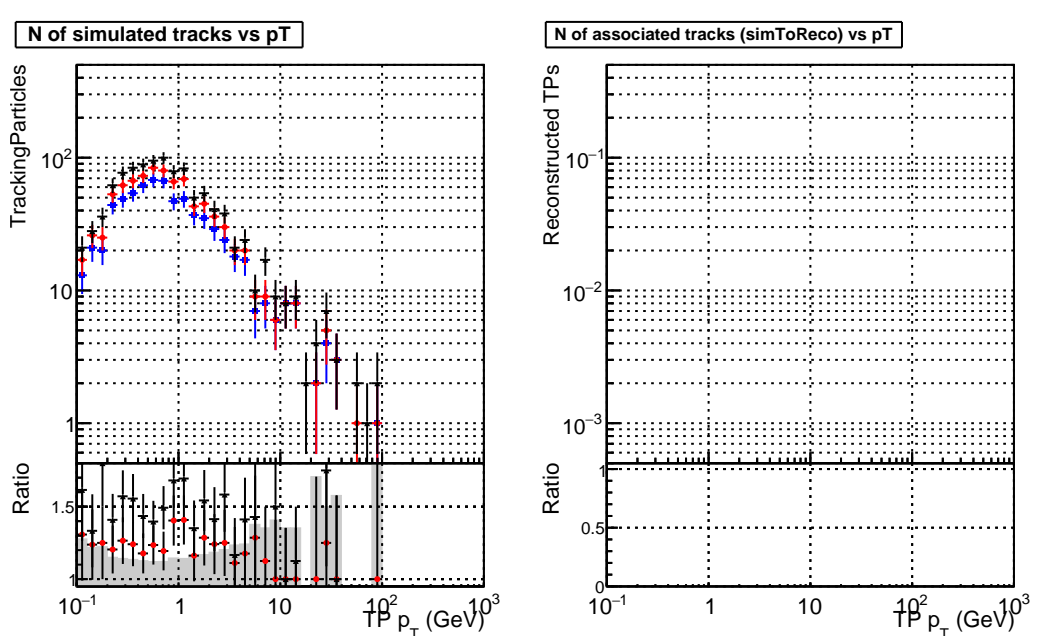 N of simulated tracks vs pT
TrackingParticles
10²
10
1
Ratio
1.5
1
10⁻¹
1
10
10²
10³
TP p_T (GeV)
N of associated tracks (simToReco) vs pT
Reconstructed TPs
10⁻¹
10⁻²
10⁻³
Ratio
1
0.5
0
10⁻¹
1
10
10²
10³
TP p_T (GeV)